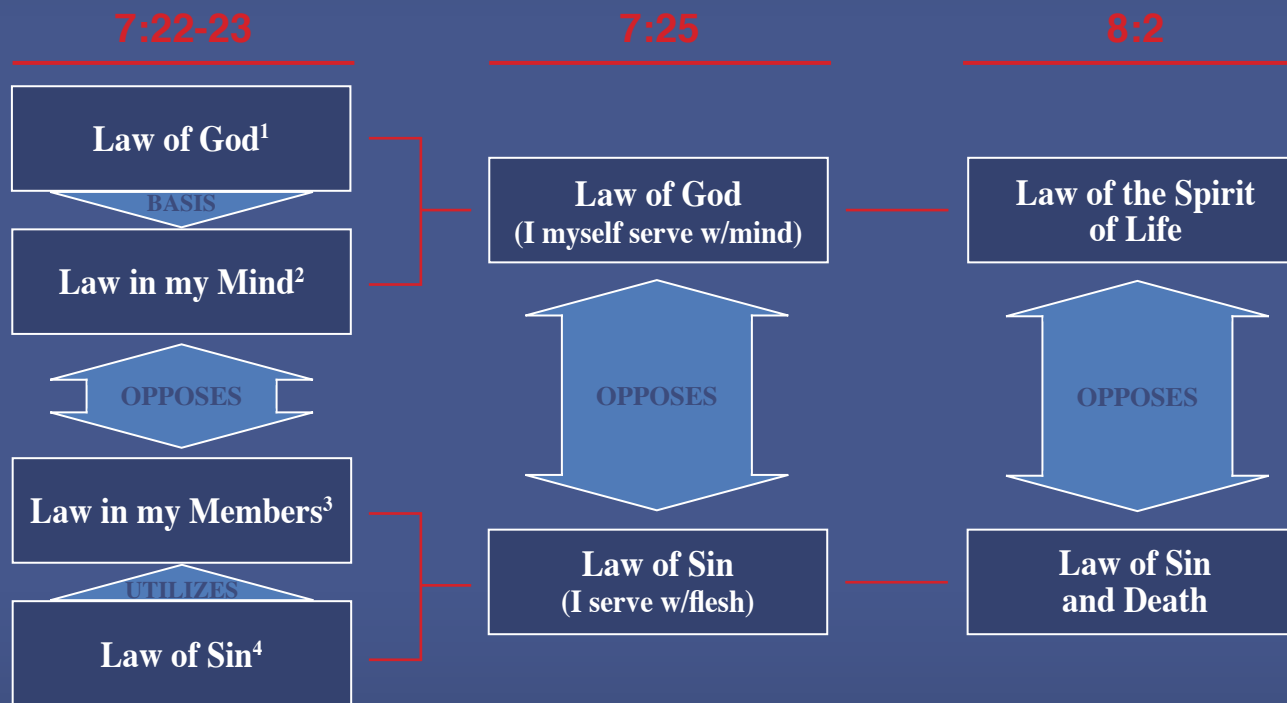 7:22-23
Law of God¹
BASIS
Law in my Mind²
OPPOSES
Law in my Members³
UTILIZES
Law of Sin⁴
7:25
Law of God
(I myself serve w/mind)
OPPOSES
Law of Sin
(I serve w/flesh)
8:2
Law of the Spirit
of Life
OPPOSES
Law of Sin
and Death